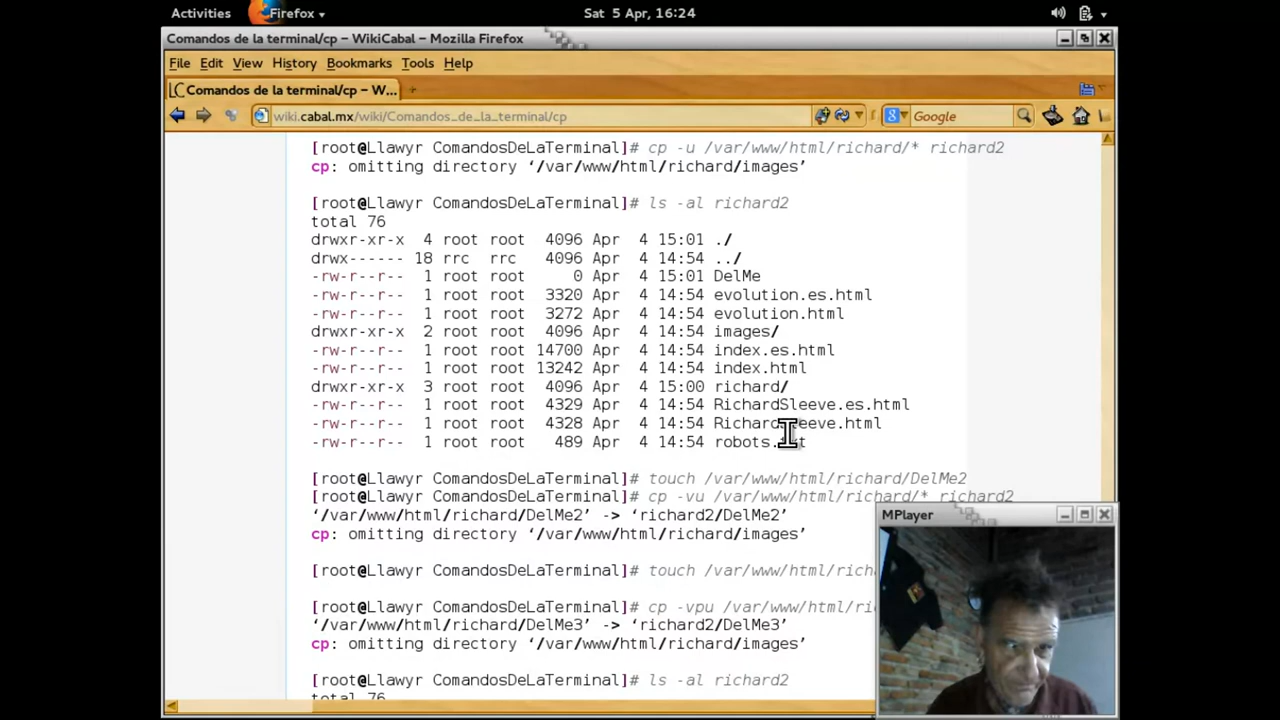 Activities Firefox Sat 5 Apr, 16:24
Comandos de la terminal/cp – WikiCabal – Mozilla Firefox
File Edit View History Bookmarks Tools Help
Comandos de la terminal/cp – W...
wiki.cabal.mx/wiki/Comandos_de_la_terminal/cp Google
[root@Llawyr ComandosDeLaTerminal]# cp -u /var/www/html/richard/* richard2
cp: omitting directory ‘/var/www/html/richard/images’
[root@Llawyr ComandosDeLaTerminal]# ls -al richard2
total 76
drwxr-xr-x 4 root root 4096 Apr 4 15:01 ./
drwx------ 18 rrc rrc 4096 Apr 4 14:54 ../
-rw-r--r-- 1 root root 0 Apr 4 15:01 DelMe
-rw-r--r-- 1 root root 3320 Apr 4 14:54 evolution.es.html
-rw-r--r-- 1 root root 3272 Apr 4 14:54 evolution.html
drwxr-xr-x 2 root root 4096 Apr 4 14:54 images/
-rw-r--r-- 1 root root 14700 Apr 4 14:54 index.es.html
-rw-r--r-- 1 root root 13242 Apr 4 14:54 index.html
drwxr-xr-x 3 root root 4096 Apr 4 15:00 richard/
-rw-r--r-- 1 root root 4329 Apr 4 14:54 RichardSleeve.es.html
-rw-r--r-- 1 root root 4328 Apr 4 14:54 RichardSleeve.html
-rw-r--r-- 1 root root 489 Apr 4 14:54 robots.txt
[root@Llawyr ComandosDeLaTerminal]# touch /var/www/html/richard/DelMe2
[root@Llawyr ComandosDeLaTerminal]# cp -vu /var/www/html/richard/* richard2
‘/var/www/html/richard/DelMe2’ -> ‘richard2/DelMe2’
cp: omitting directory ‘/var/www/html/richard/images’
[root@Llawyr ComandosDeLaTerminal]# touch /var/www/html/rich
[root@Llawyr ComandosDeLaTerminal]# cp -vpu /var/www/html/ri
‘/var/www/html/richard/DelMe3’ -> ‘richard2/DelMe3’
cp: omitting directory ‘/var/www/html/richard/images’
[root@Llawyr ComandosDeLaTerminal]# ls -al richard2
total 76
MPlayer